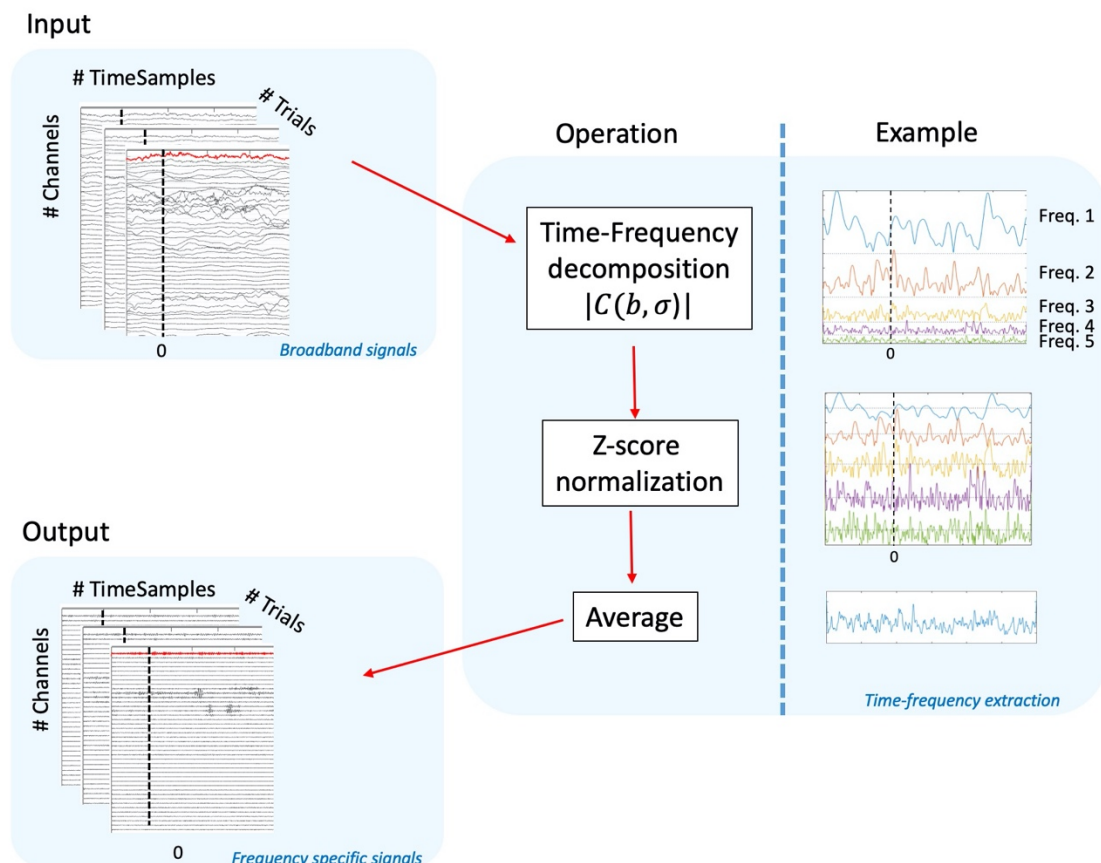 Input
# TimeSamples
# Trials
# Channels
0
Broadband signals
Operation
Example
Time-Frequency
decomposition
|C(b, σ)|
Freq. 1
Freq. 2
Freq. 3
Freq. 4
Freq. 5
0
Z-score
normalization
0
Average
Time-frequency extraction
Output
# TimeSamples
# Trials
# Channels
0
Frequency specific signals